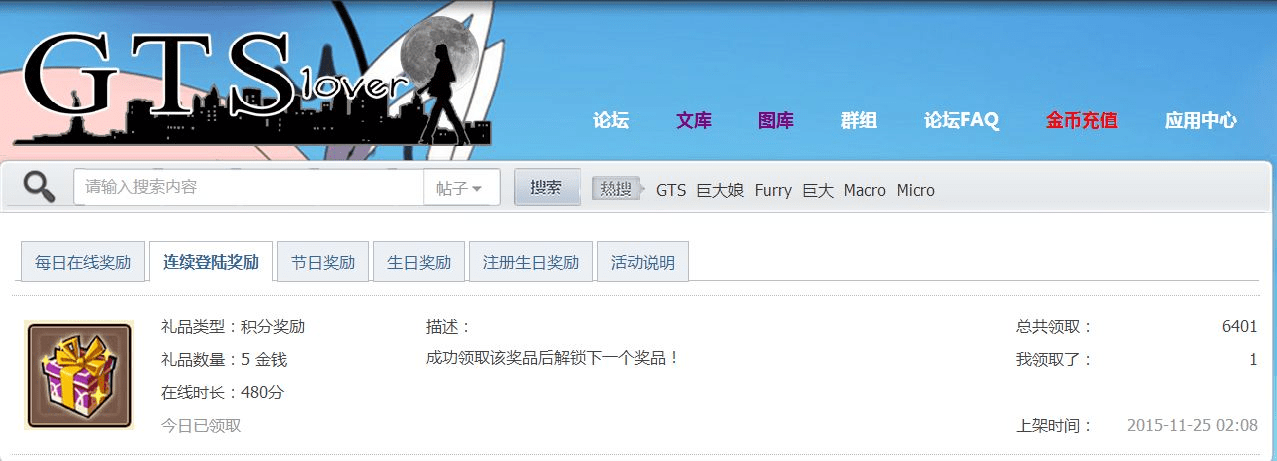 GTSlover
论坛 文库 图库 群组 论坛FAQ 金币充值 应用中心
请输入搜索内容 帖子 搜索 热搜 GTS 巨大娘 Furry 巨大 Macro Micro
每日在线奖励 连续登陆奖励 节日奖励 生日奖励 注册生日奖励 活动说明
礼品类型：积分奖励 描述： 总共领取： 6401
礼品数量：5 金钱 成功领取该奖品后解锁下一个奖品！ 我领取了： 1
在线时长：480分
今日已领取 上架时间： 2015-11-25 02:08